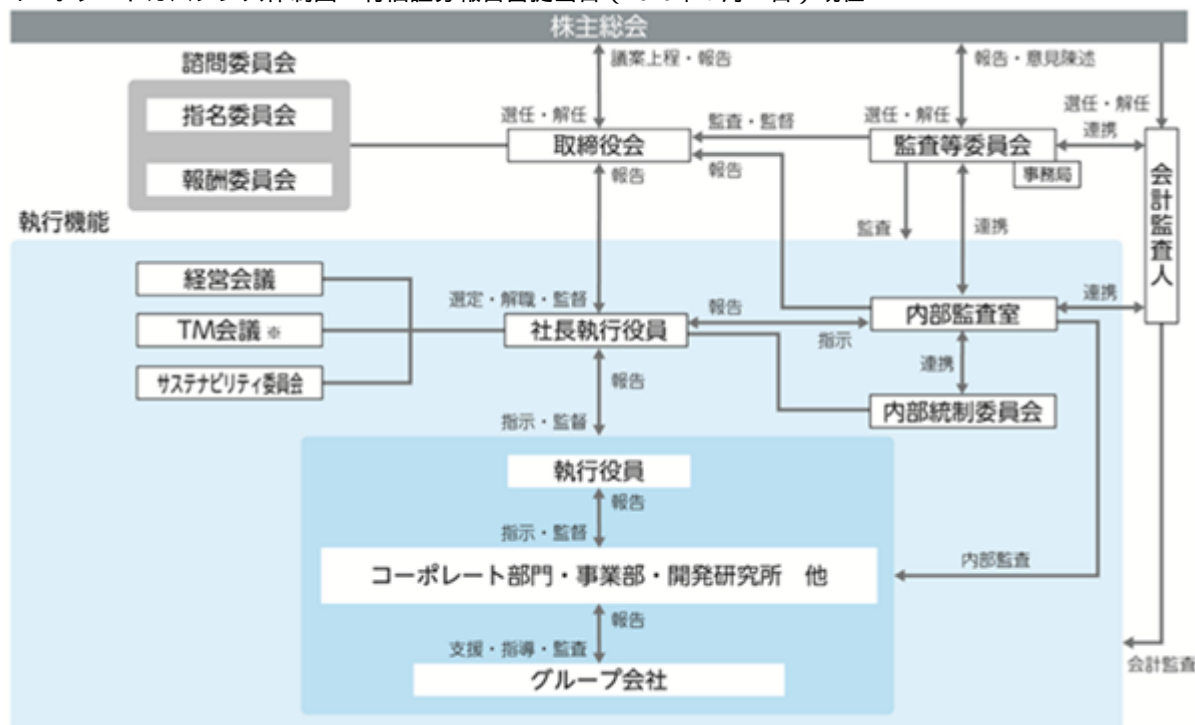 株主総会
諮問委員会
指名委員会
報酬委員会
議案上程・報告
選任・解任
取締役会
報告
監査・監督
報告
報告・意見陳述
選任・解任
監査等委員会
事務局
連携
選任・解任
会計監査人
執行機能
監査
連携
経営会議
TM会議 ※
サステナビリティ委員会
選定・解職・監督
社長執行役員
報告
指示
内部監査室
連携
連携
内部統制委員会
報告
指示・監督
執行役員
報告
指示・監督
コーポレート部門・事業部・開発研究所 他
内部監査
報告
支援・指導・監査
グループ会社
会計監査